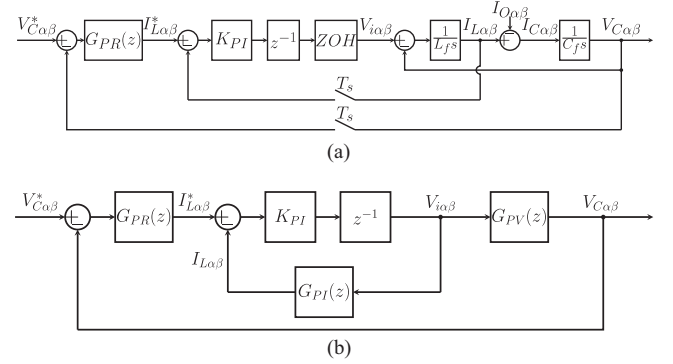 V*Cαβ GPR(z) I*Lαβ KPI z−1 ZOH Viαβ 1/Lfs ILαβ IOαβ ICαβ 1/Cfs VCαβ
Ts
Ts
(a)
V*Cαβ GPR(z) I*Lαβ KPI z−1 Viαβ GPV(z) VCαβ
ILαβ GPI(z)
(b)